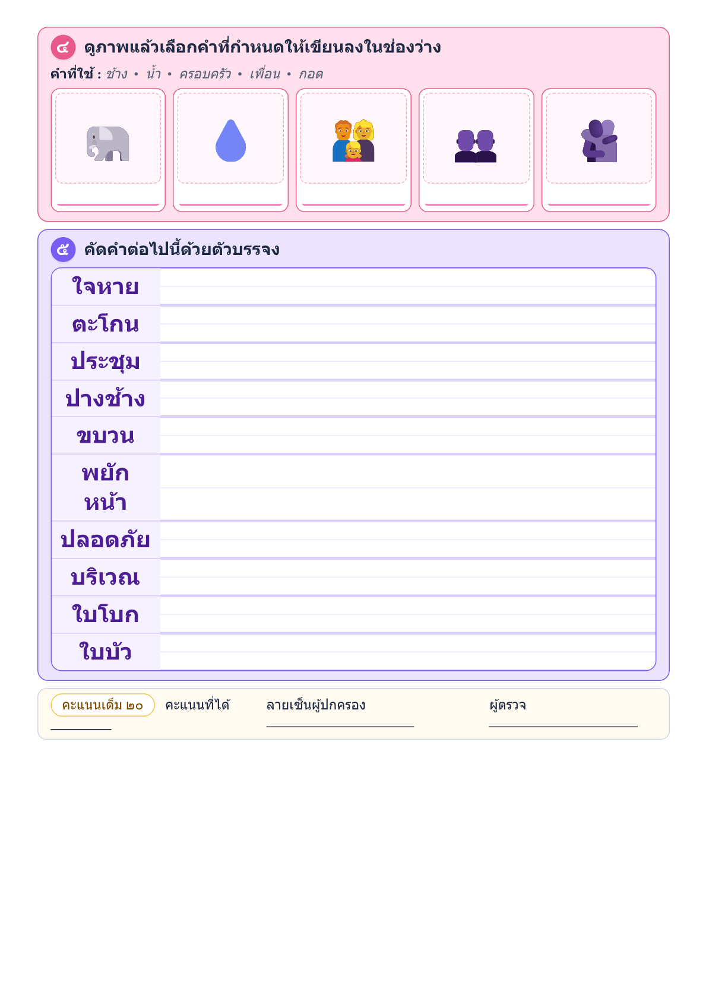 ๔ ดูภาพแล้วเลือกคำที่กำหนดให้เขียนลงในช่องว่าง
คำที่ใช้ : ช้าง • น้ำ • ครอบครัว • เพื่อน • กอด
๕ คัดคำต่อไปนี้ด้วยตัวบรรจง
ใจหาย
ตะโกน
ประชุม
ปางช้าง
ขบวน
พยัก
หน้า
ปลอดภัย
บริเวณ
ใบโบก
ใบบัว
คะแนนเต็ม ๒๐ คะแนนที่ได้ ลายเซ็นผู้ปกครอง ผู้ตรวจ